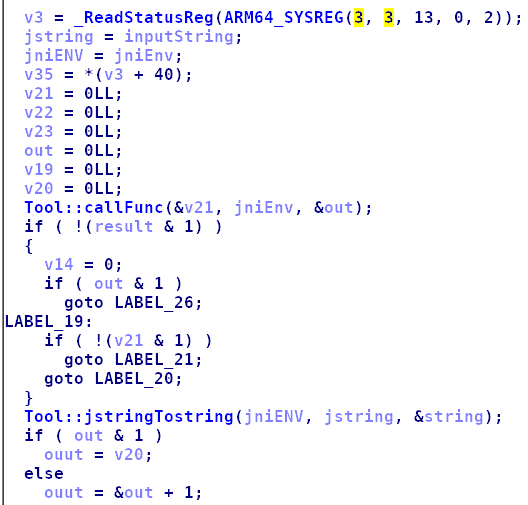 v3 = _ReadStatusReg(ARM64_SYSREG(3, 3, 13, 0, 2));
jstring = inputString;
jniENV = jniEnv;
v35 = *(v3 + 40);
v21 = 0LL;
v22 = 0LL;
v23 = 0LL;
out = 0LL;
v19 = 0LL;
v20 = 0LL;
Tool::callFunc(&v21, jniEnv, &out);
if ( !(result & 1) )
{
v14 = 0;
if ( out & 1 )
goto LABEL_26;
LABEL_19:
if ( !(v21 & 1) )
goto LABEL_21;
goto LABEL_20;
}
Tool::jstringTostring(jniENV, jstring, &string);
if ( out & 1 )
ouut = v20;
else
ouut = &out + 1;